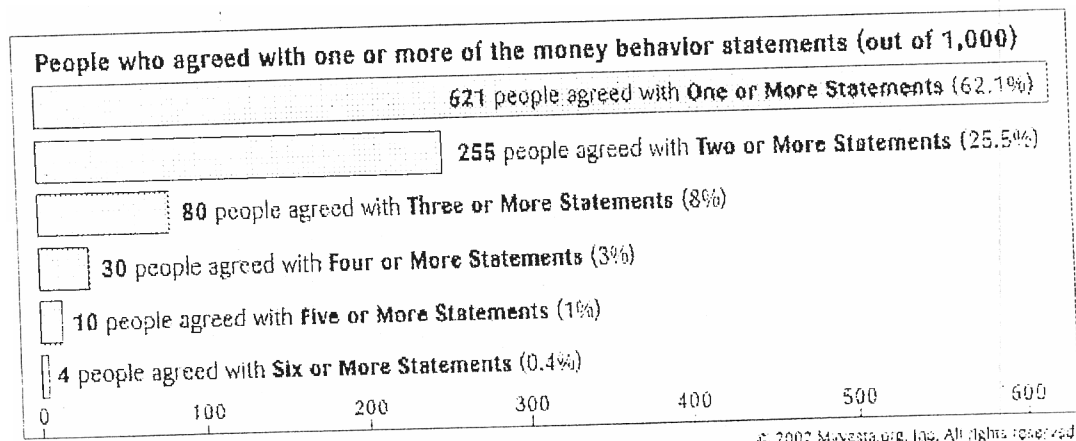 People who agreed with one or more of the money behavior statements (out of 1,000)
621 people agreed with One or More Statements (62.1%)
255 people agreed with Two or More Statements (25.5%)
80 people agreed with Three or More Statements (8%)
30 people agreed with Four or More Statements (3%)
10 people agreed with Five or More Statements (1%)
4 people agreed with Six or More Statements (0.4%)
0 100 200 300 400 500 600
© 2002 Inc. All rights reserved